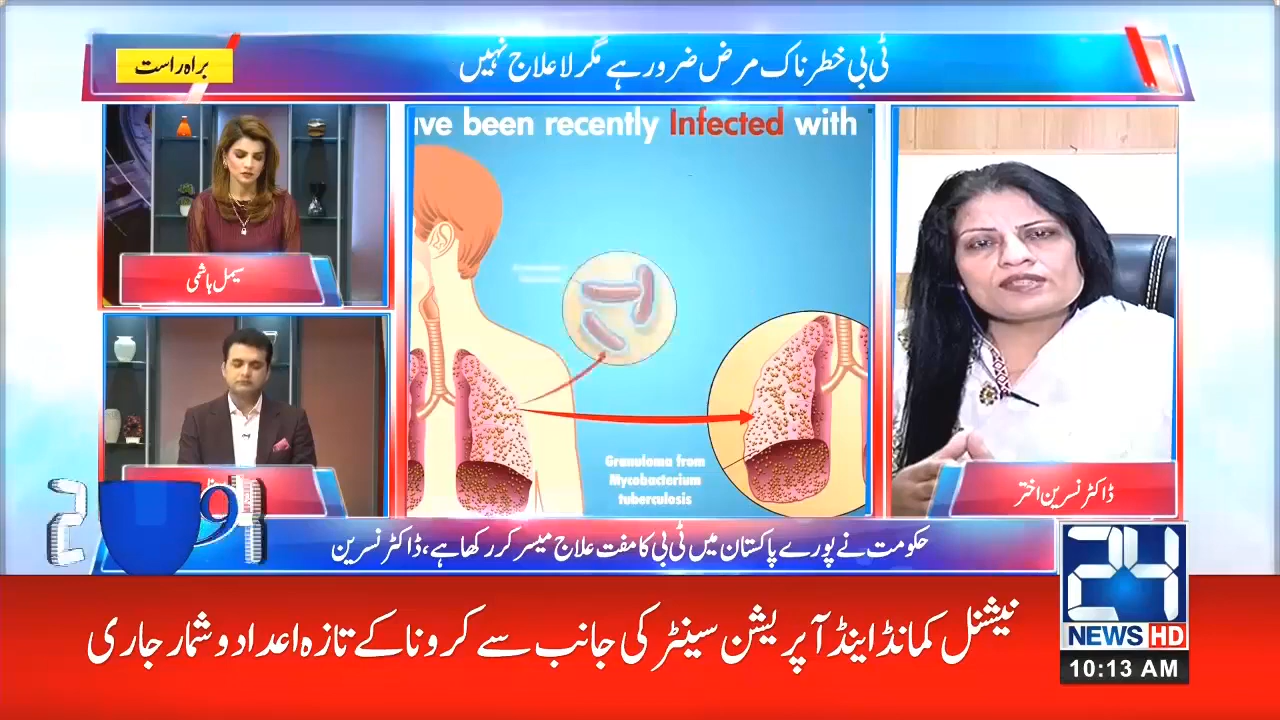 ٹی بی خطرناک مرض ضرور ہے مگر لاعلاج نہیں
براہ راست
ave been recently Infected with
سیمل ہاشمی
Granuloma from
Mycobacterium
tuberculosis
ڈاکٹر نسرین اختر
حکومت نے پورے پاکستان میں ٹی بی کا مفت علاج میسر کر رکھا ہے، ڈاکٹر نسرین
نیشنل کمانڈ اینڈ آپریشن سینٹر کی جانب سے کرونا کے تازہ اعداد و شمار جاری
24
NEWS HD
10:13 AM